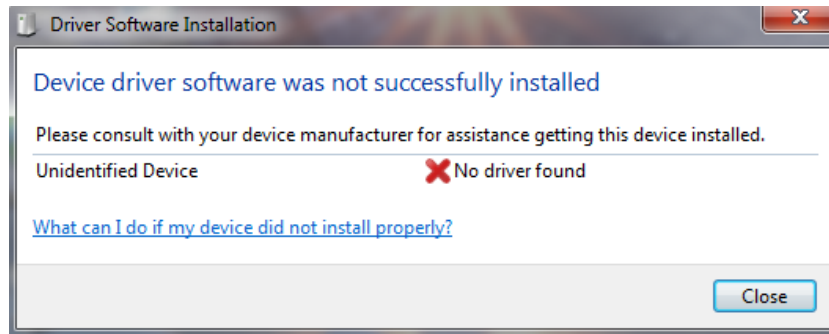 Driver Software Installation
Device driver software was not successfully installed
Please consult with your device manufacturer for assistance getting this device installed.
Unidentified Device No driver found
What can I do if my device did not install properly?
Close